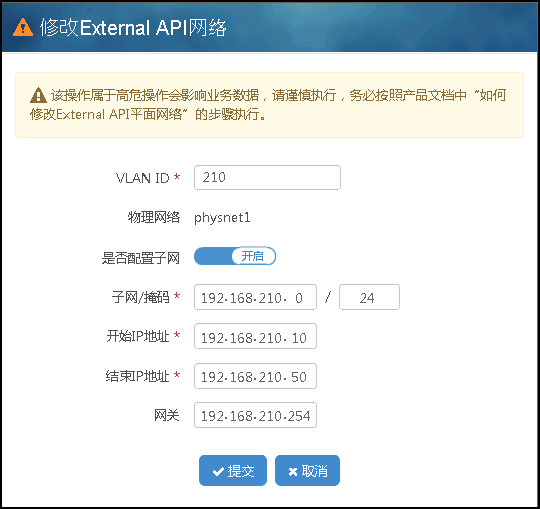 修改External API网络
该操作属于高危操作会影响业务数据，请谨慎执行，务必按照产品文档中“如何
修改External API平面网络”的步骤执行。
VLAN ID * 210
物理网络 physnet1
是否配置子网 开启
子网/掩码 * 192.168.210. 0 / 24
开始IP地址 * 192.168.210. 10
结束IP地址 * 192.168.210. 50
网关 192.168.210.254
提交 取消